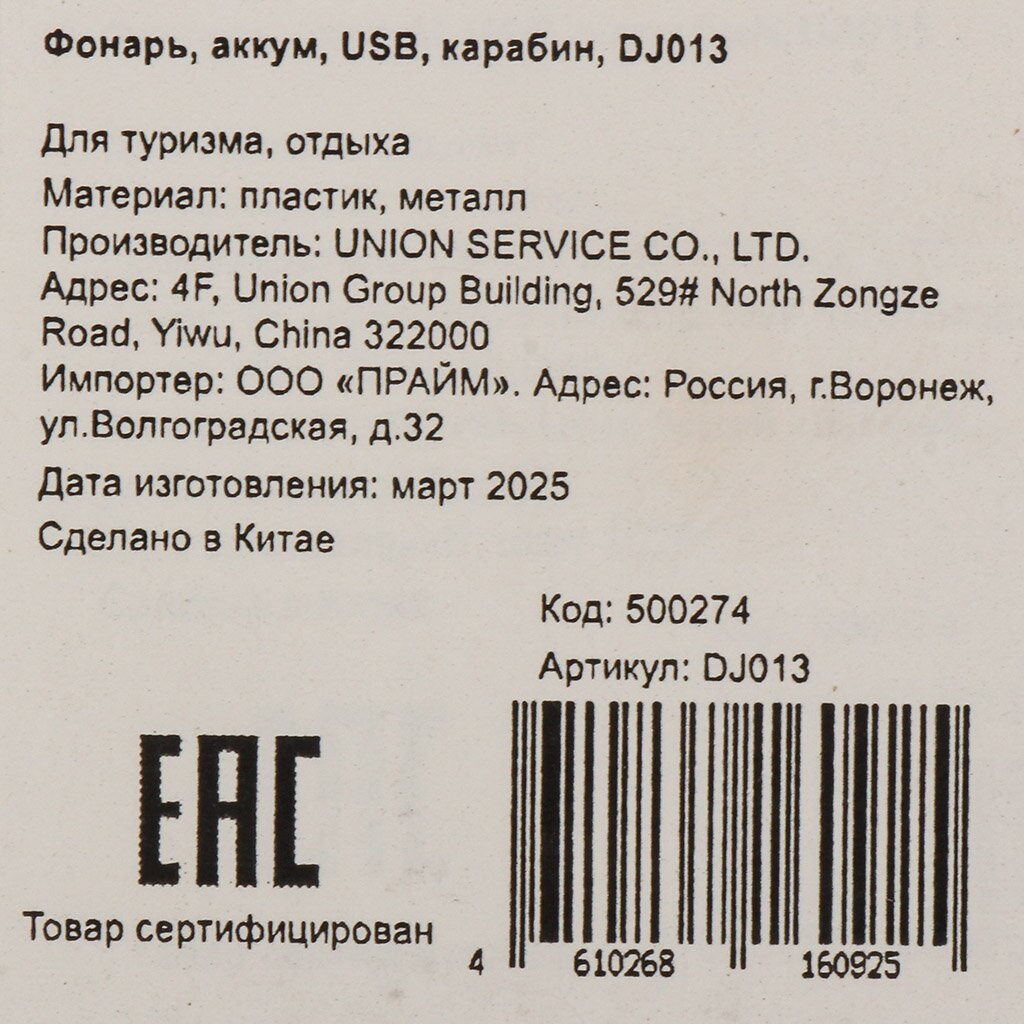 Фонарь, аккум, USB, карабин, DJ013
Для туризма, отдыха
Материал: пластик, металл
Производитель: UNION SERVICE CO., LTD.
Адрес: 4F, Union Group Building, 529# North Zongze
Road, Yiwu, China 322000
Импортер: ООО «ПРАЙМ». Адрес: Россия, г.Воронеж,
ул.Волгоградская, д.32
Дата изготовления: март 2025
Сделано в Китае
Код: 500274
Артикул: DJ013
EAC
Товар сертифицирован
4 610268 160925